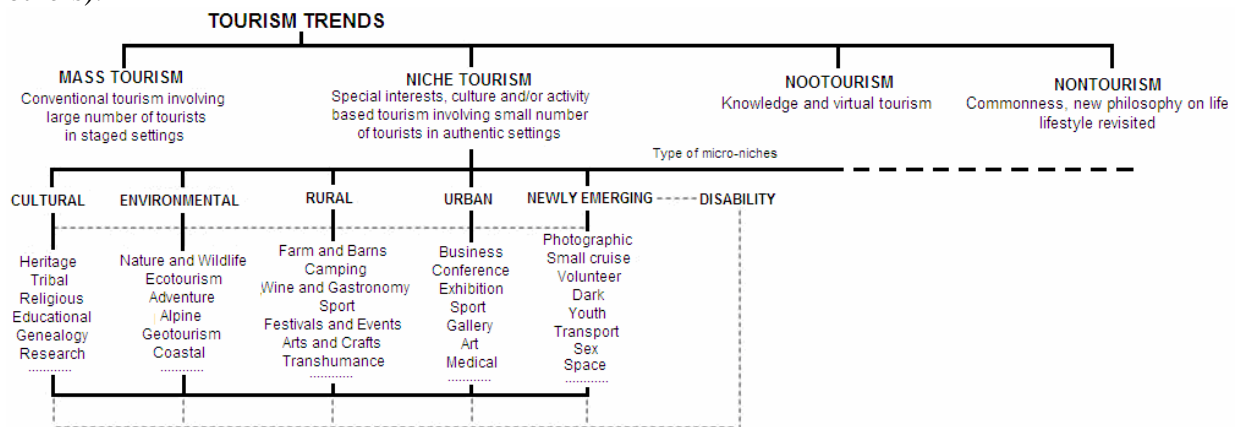 TOURISM TRENDS
MASS TOURISM
Conventional tourism involving
large number of tourists
in staged settings
NICHE TOURISM
Special interests, culture and/or activity
based tourism involving small number
of tourists in authentic settings
NOOTOURISM
Knowledge and virtual tourism
NONTOURISM
Commonness, new philosophy on life
lifestyle revisited
Type of micro-niches
CULTURAL
Heritage
Tribal
Religious
Educational
Genealogy
Research
............
ENVIRONMENTAL
Nature and Wildlife
Ecotourism
Adventure
Alpine
Geotourism
Coastal
............
RURAL
Farm and Barns
Camping
Wine and Gastronomy
Sport
Festivals and Events
Arts and Crafts
Transhumance
............
URBAN
Business
Conference
Exhibition
Sport
Gallery
Art
Medical
............
NEWLY EMERGING
Photographic
Small cruise
Volunteer
Dark
Youth
Transport
Sex
Space
............
DISABILITY